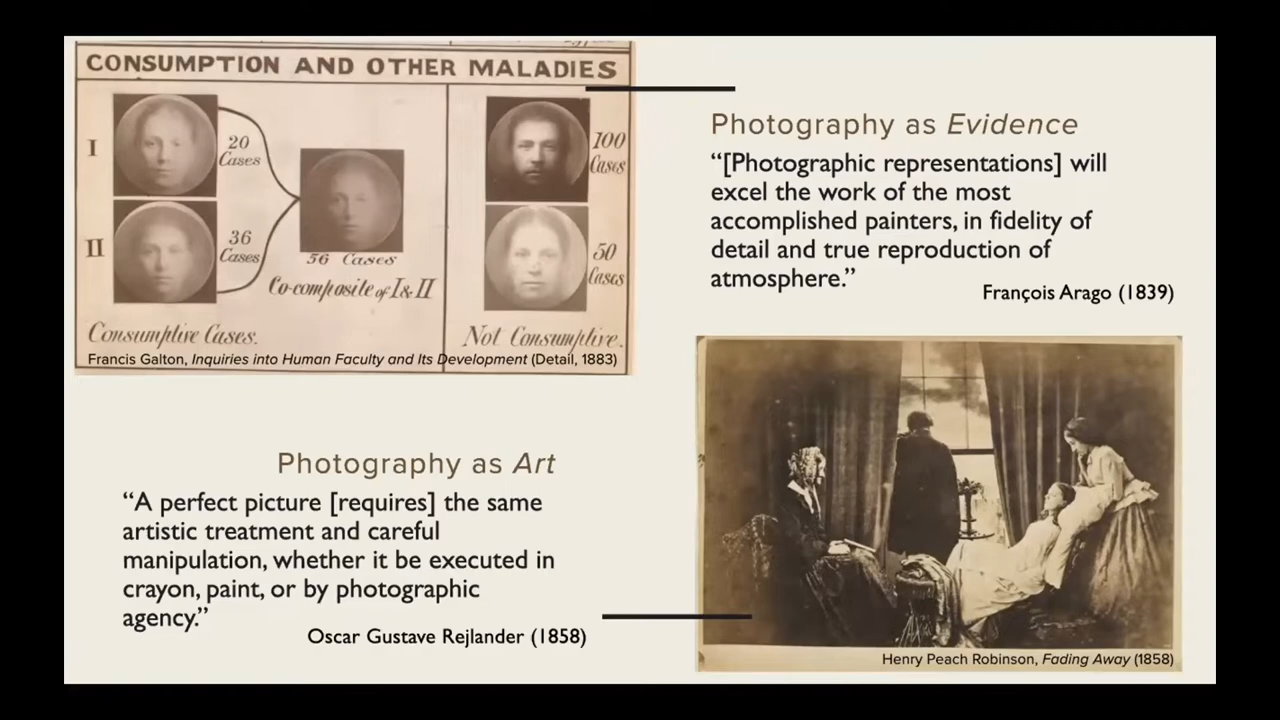 CONSUMPTION AND OTHER MALADIES
I
20
Cases
II
36
Cases
56 Cases
Co-composite of I & II
Consumptive Cases.
100
Cases
50
Cases
Not Consumptive.
Francis Galton, Inquiries into Human Faculty and Its Development (Detail, 1883)
Photography as Evidence
“[Photographic representations] will
excel the work of the most
accomplished painters, in fidelity of
detail and true reproduction of
atmosphere.”
François Arago (1839)
Photography as Art
“A perfect picture [requires] the same
artistic treatment and careful
manipulation, whether it be executed in
crayon, paint, or by photographic
agency.”
Oscar Gustave Rejlander (1858)
Henry Peach Robinson, Fading Away (1858)